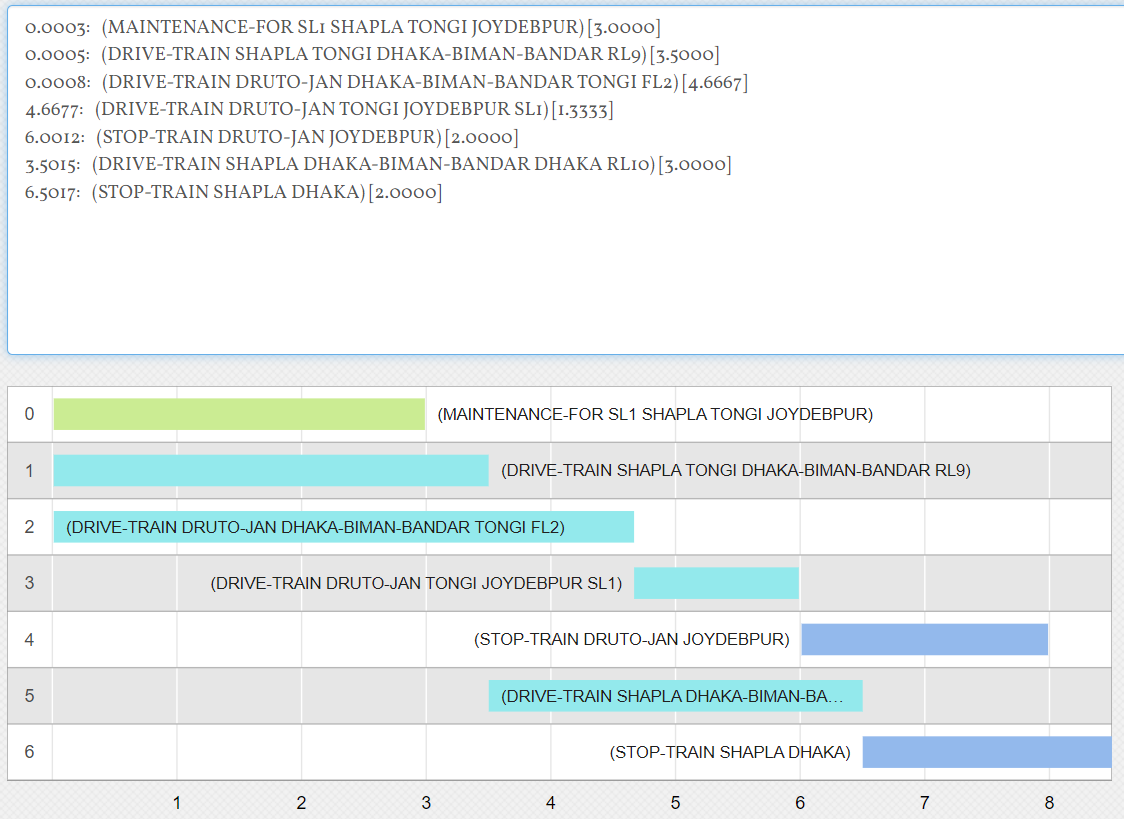 0.0003: (MAINTENANCE-FOR SL1 SHAPLA TONGI JOYDEBPUR)[3.0000]
0.0005: (DRIVE-TRAIN SHAPLA TONGI DHAKA-BIMAN-BANDAR RL9)[3.5000]
0.0008: (DRIVE-TRAIN DRUTO-JAN DHAKA-BIMAN-BANDAR TONGI FL2)[4.6667]
4.6677: (DRIVE-TRAIN DRUTO-JAN TONGI JOYDEBPUR SL1)[1.3333]
6.0012: (STOP-TRAIN DRUTO-JAN JOYDEBPUR)[2.0000]
3.5015: (DRIVE-TRAIN SHAPLA DHAKA-BIMAN-BANDAR DHAKA RL10)[3.0000]
6.5017: (STOP-TRAIN SHAPLA DHAKA)[2.0000]
0 (MAINTENANCE-FOR SL1 SHAPLA TONGI JOYDEBPUR)
1 (DRIVE-TRAIN SHAPLA TONGI DHAKA-BIMAN-BANDAR RL9)
2 (DRIVE-TRAIN DRUTO-JAN DHAKA-BIMAN-BANDAR TONGI FL2)
3 (DRIVE-TRAIN DRUTO-JAN TONGI JOYDEBPUR SL1)
4 (STOP-TRAIN DRUTO-JAN JOYDEBPUR)
5 (DRIVE-TRAIN SHAPLA DHAKA-BIMAN-BA...
6 (STOP-TRAIN SHAPLA DHAKA)
1 2 3 4 5 6 7 8